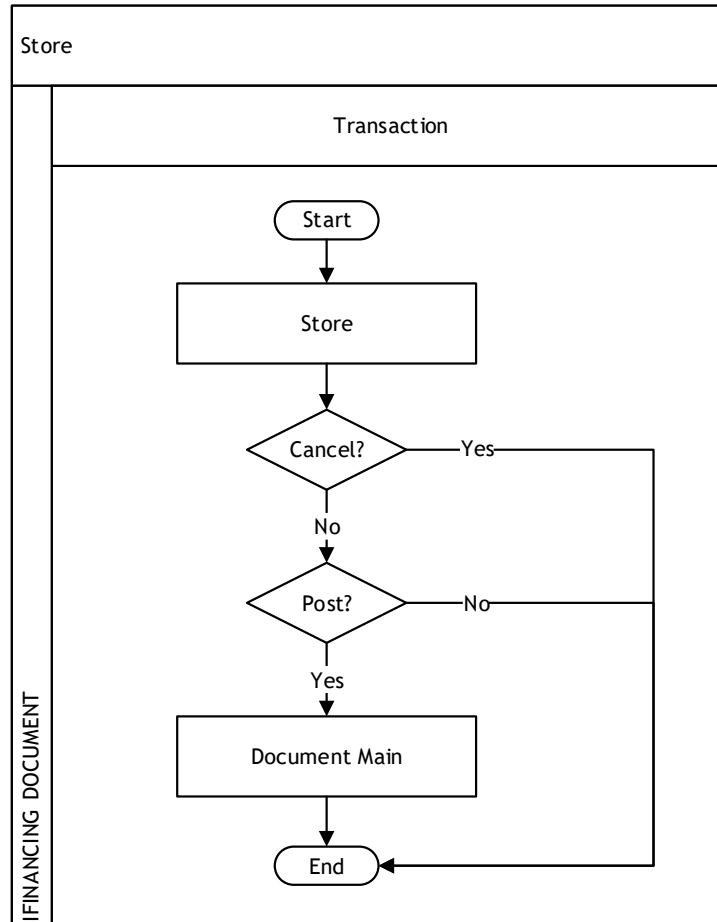 Store
Transaction
Start
Store
Cancel?
Yes
No
Post?
No
Yes
Document Main
End
IFINANCING DOCUMENT